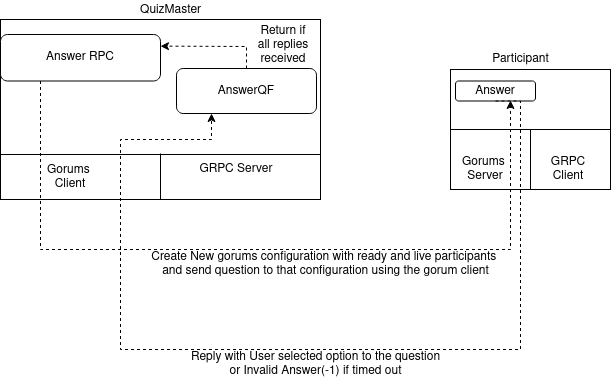 QuizMaster
Return if
all replies
received
Answer RPC
AnswerQF
Gorums
Client
GRPC Server
Participant
Answer
Gorums
Server
GRPC
Client
Create New gorums configuration with ready and live participants
and send question to that configuration using the gorum client
Reply with User selected option to the question
or Invalid Answer(-1) if timed out